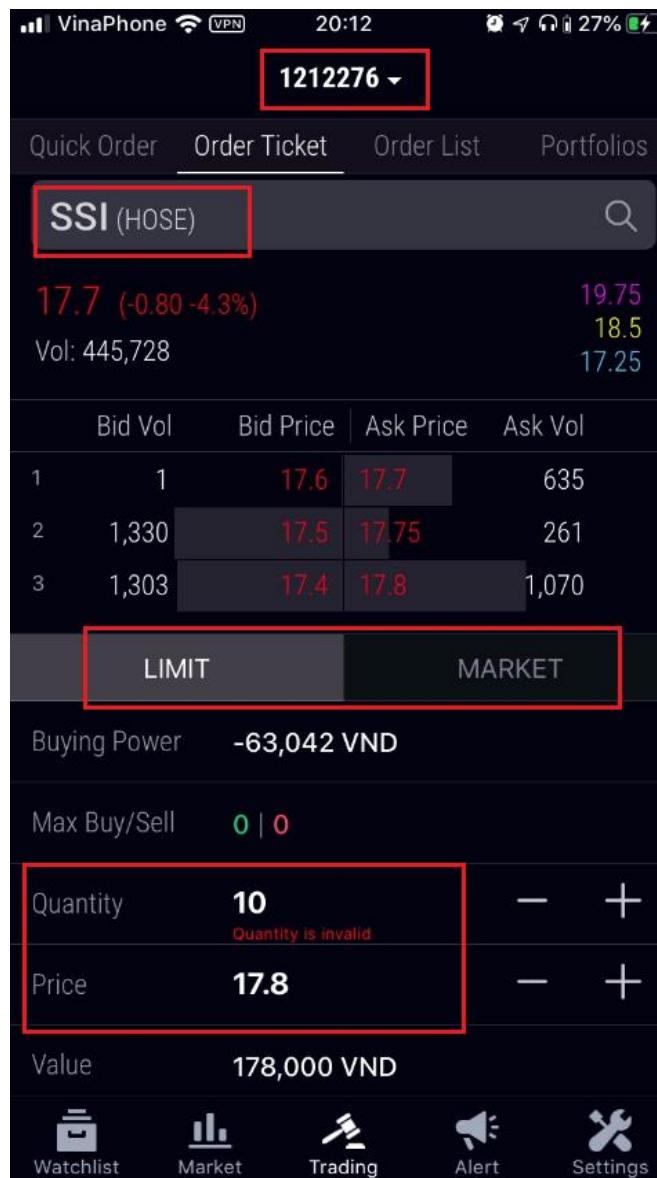 VinaPhone VPN 20:12 27%
1212276
Quick Order Order Ticket Order List Portfolios
SSI (HOSE)
17.7 (-0.80 -4.3%) 19.75
18.5
Vol: 445,728 17.25
Bid Vol Bid Price Ask Price Ask Vol
1 1 17.6 17.7 635
2 1,330 17.5 17.75 261
3 1,303 17.4 17.8 1,070
LIMIT MARKET
Buying Power -63,042 VND
Max Buy/Sell 0 | 0
Quantity 10 − +
Quantity is invalid
Price 17.8 − +
Value 178,000 VND
Watchlist Market Trading Alert Settings